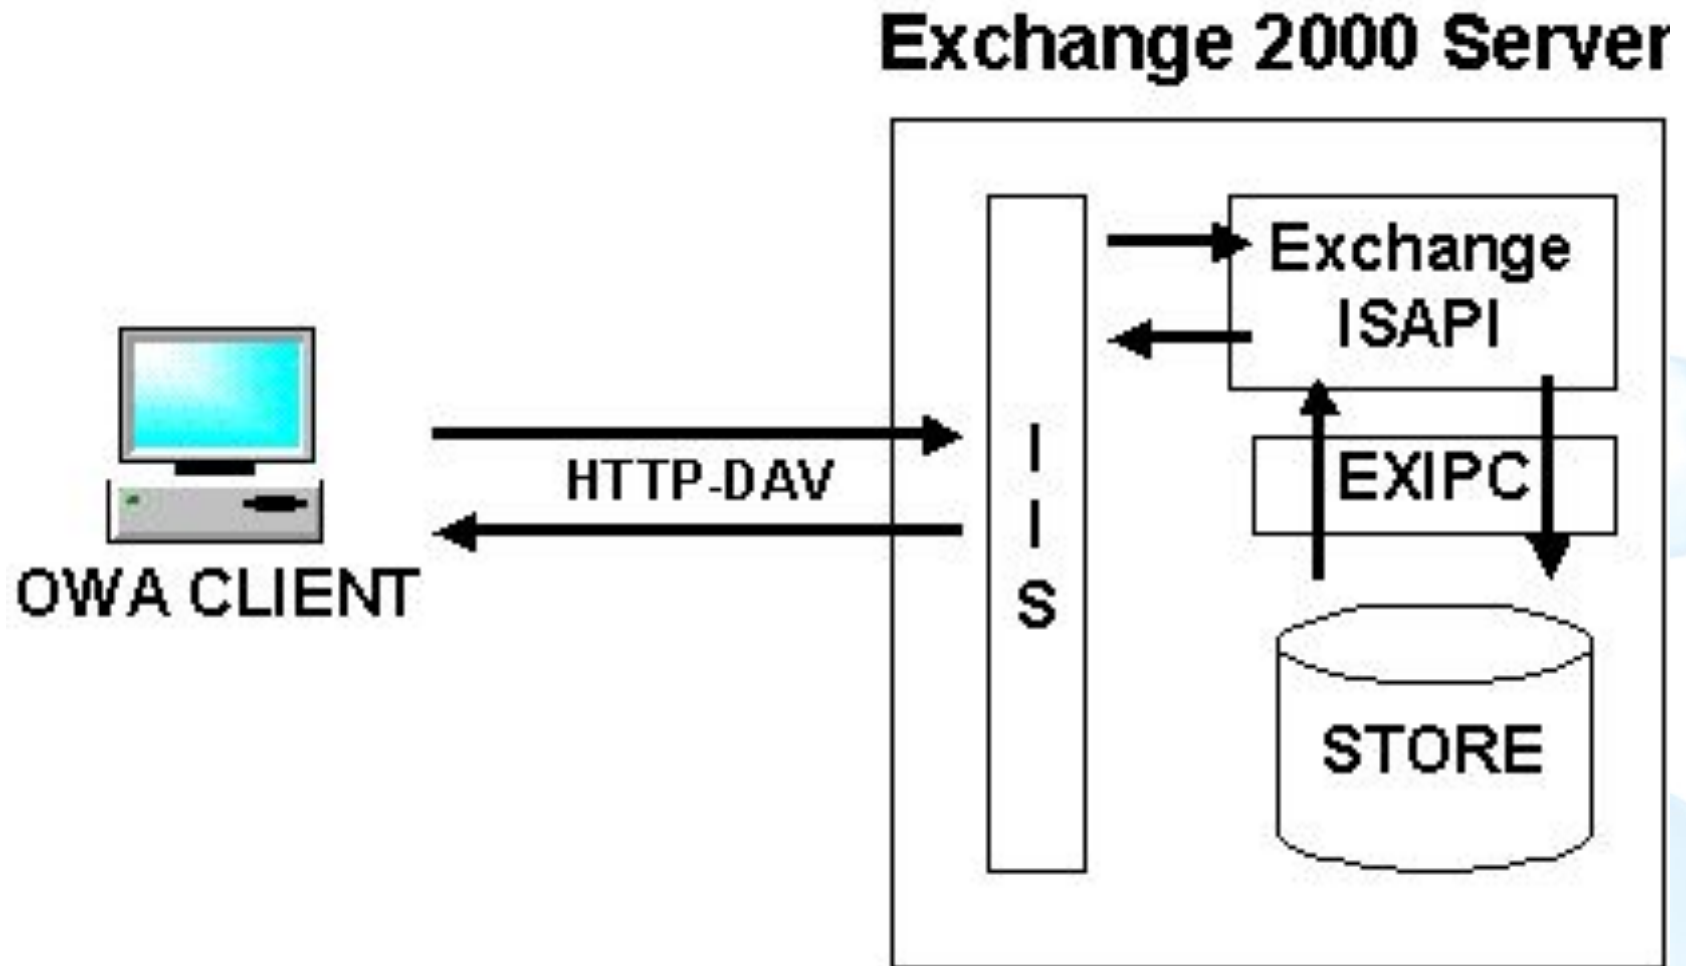 Exchange 2000 Server
Exchange
ISAPI
HTTP-DAV
I
I
S
EXIPC
OWA CLIENT
STORE